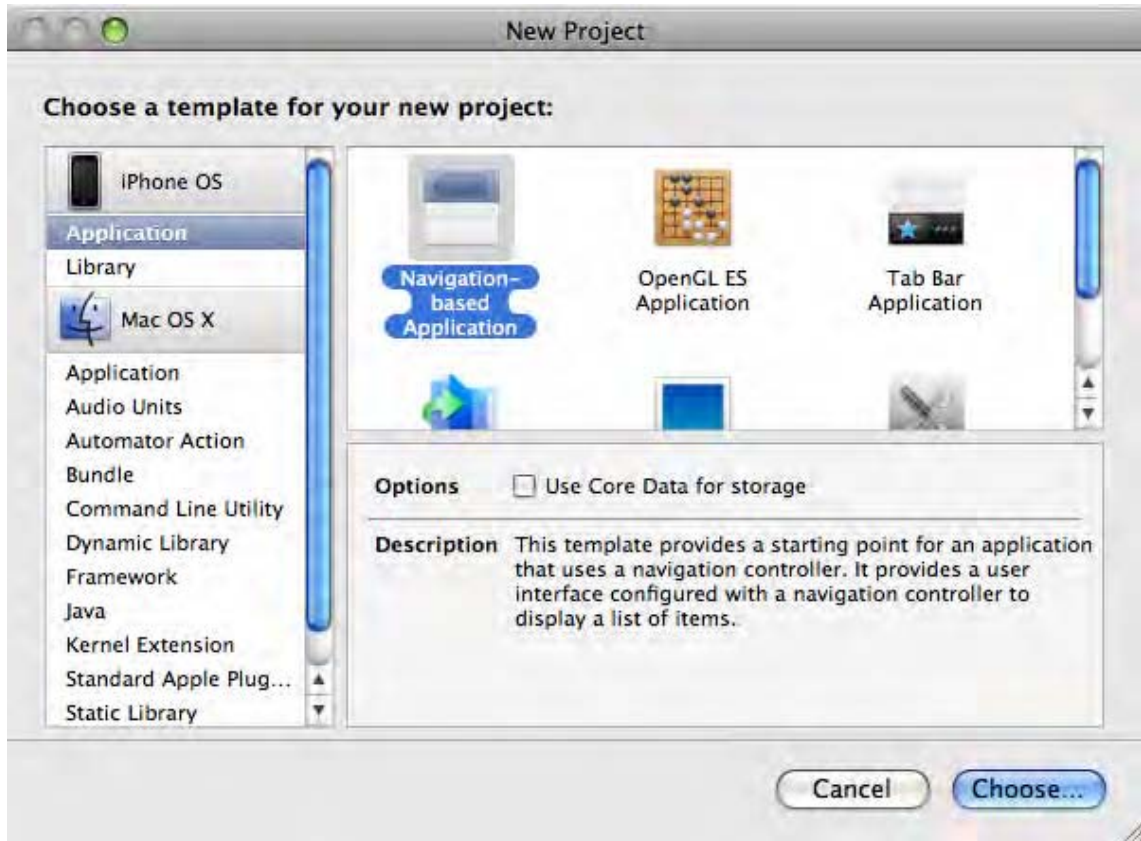 New Project
Choose a template for your new project:
iPhone OS
Application
Library
Mac OS X
Application
Audio Units
Automator Action
Bundle
Command Line Utility
Dynamic Library
Framework
Java
Kernel Extension
Standard Apple Plug...
Static Library
Navigation-
based
Application
OpenGL ES
Application
Tab Bar
Application
Options
Use Core Data for storage
Description
This template provides a starting point for an application
that uses a navigation controller. It provides a user
interface configured with a navigation controller to
display a list of items.
Cancel
Choose...